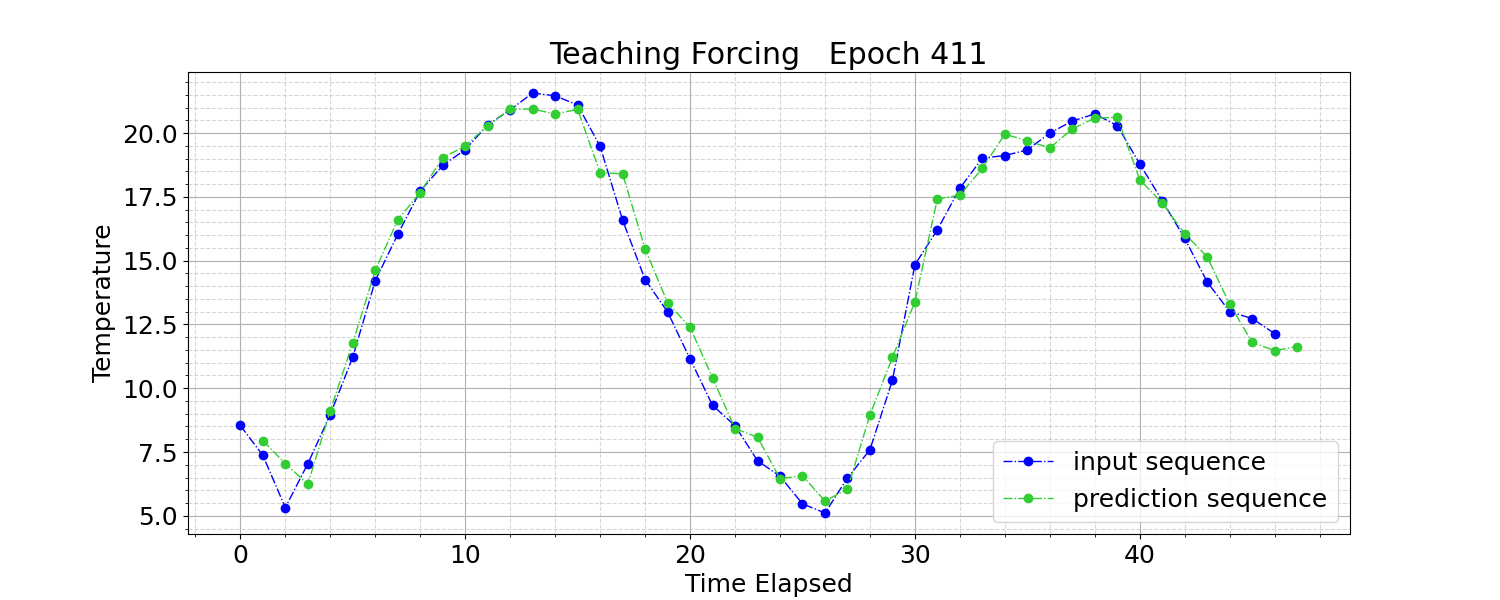 Teaching Forcing   Epoch 411
Temperature
20.0
17.5
15.0
12.5
10.0
7.5
5.0
input sequence
prediction sequence
0 10 20 30 40
Time Elapsed